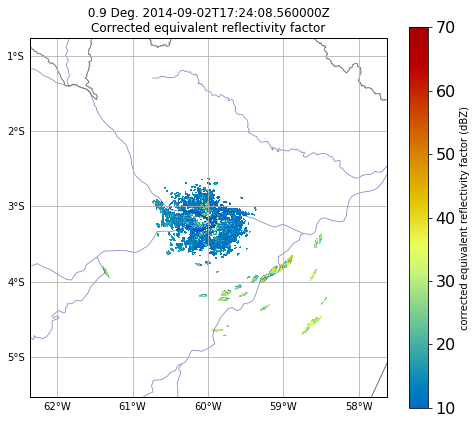 0.9 Deg. 2014-09-02T17:24:08.560000Z
Corrected equivalent reflectivity factor
1°S
2°S
3°S
4°S
5°S
62°W 61°W 60°W 59°W 58°W
70
60
50
40
30
20
10
corrected equivalent reflectivity factor (dBZ)